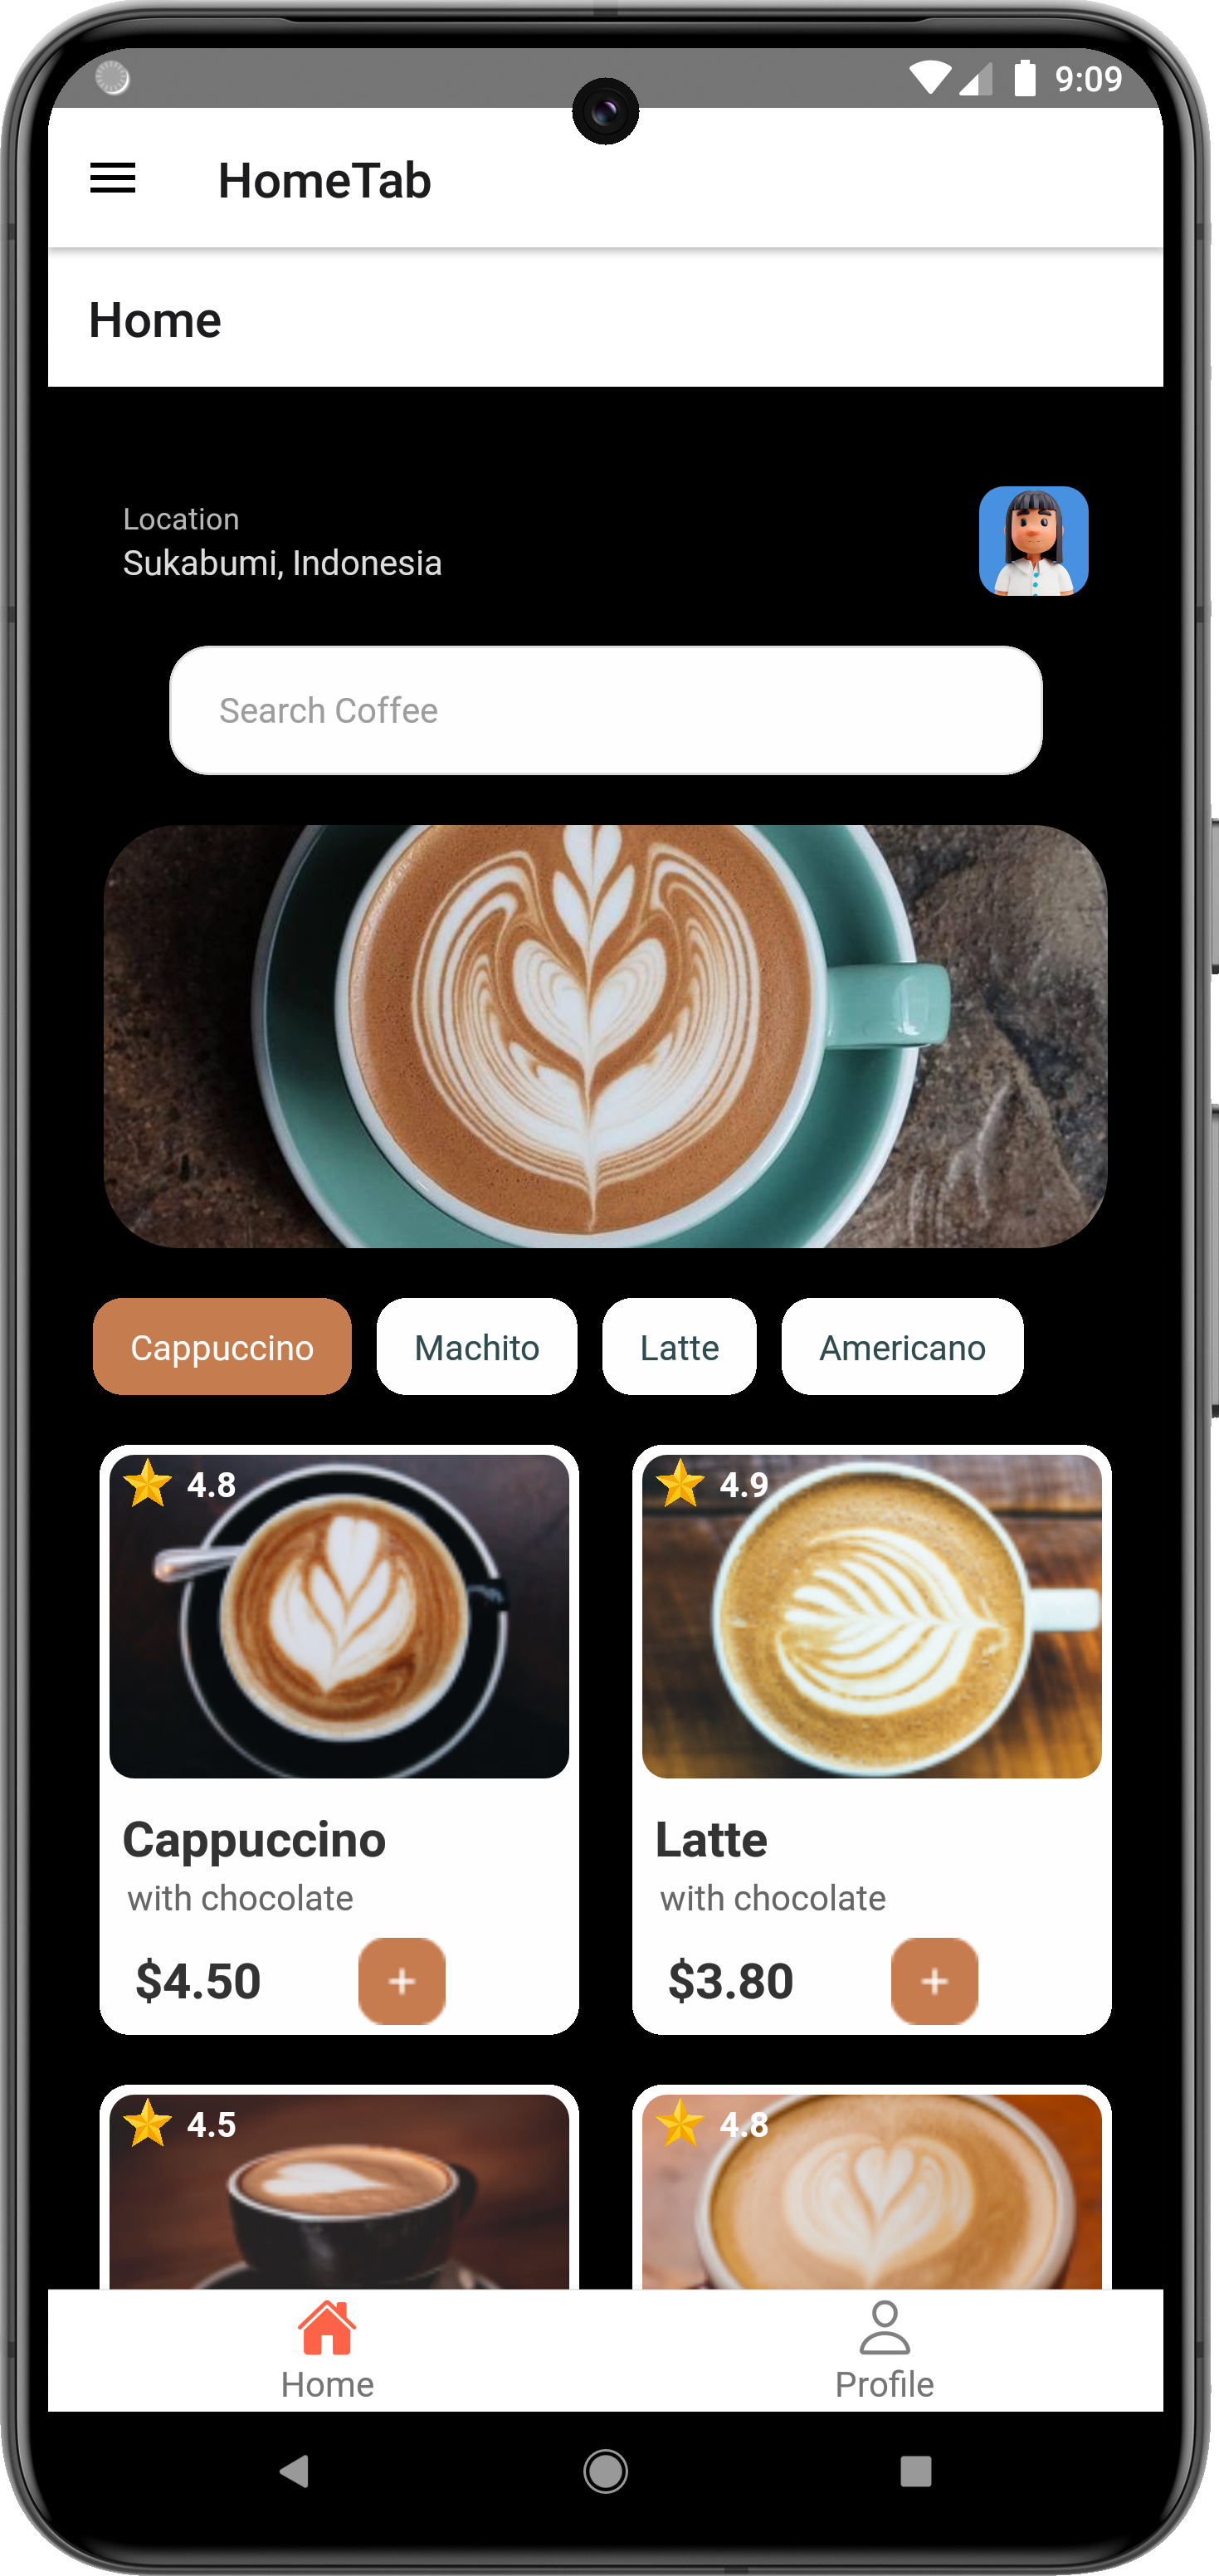 9:09
HomeTab
Home
Location
Sukabumi, Indonesia
Search Coffee
Cappuccino Machito Latte Americano
4.8 4.9
Cappuccino Latte
with chocolate with chocolate
$4.50 + $3.80 +
4.5 4.8
Home Profile